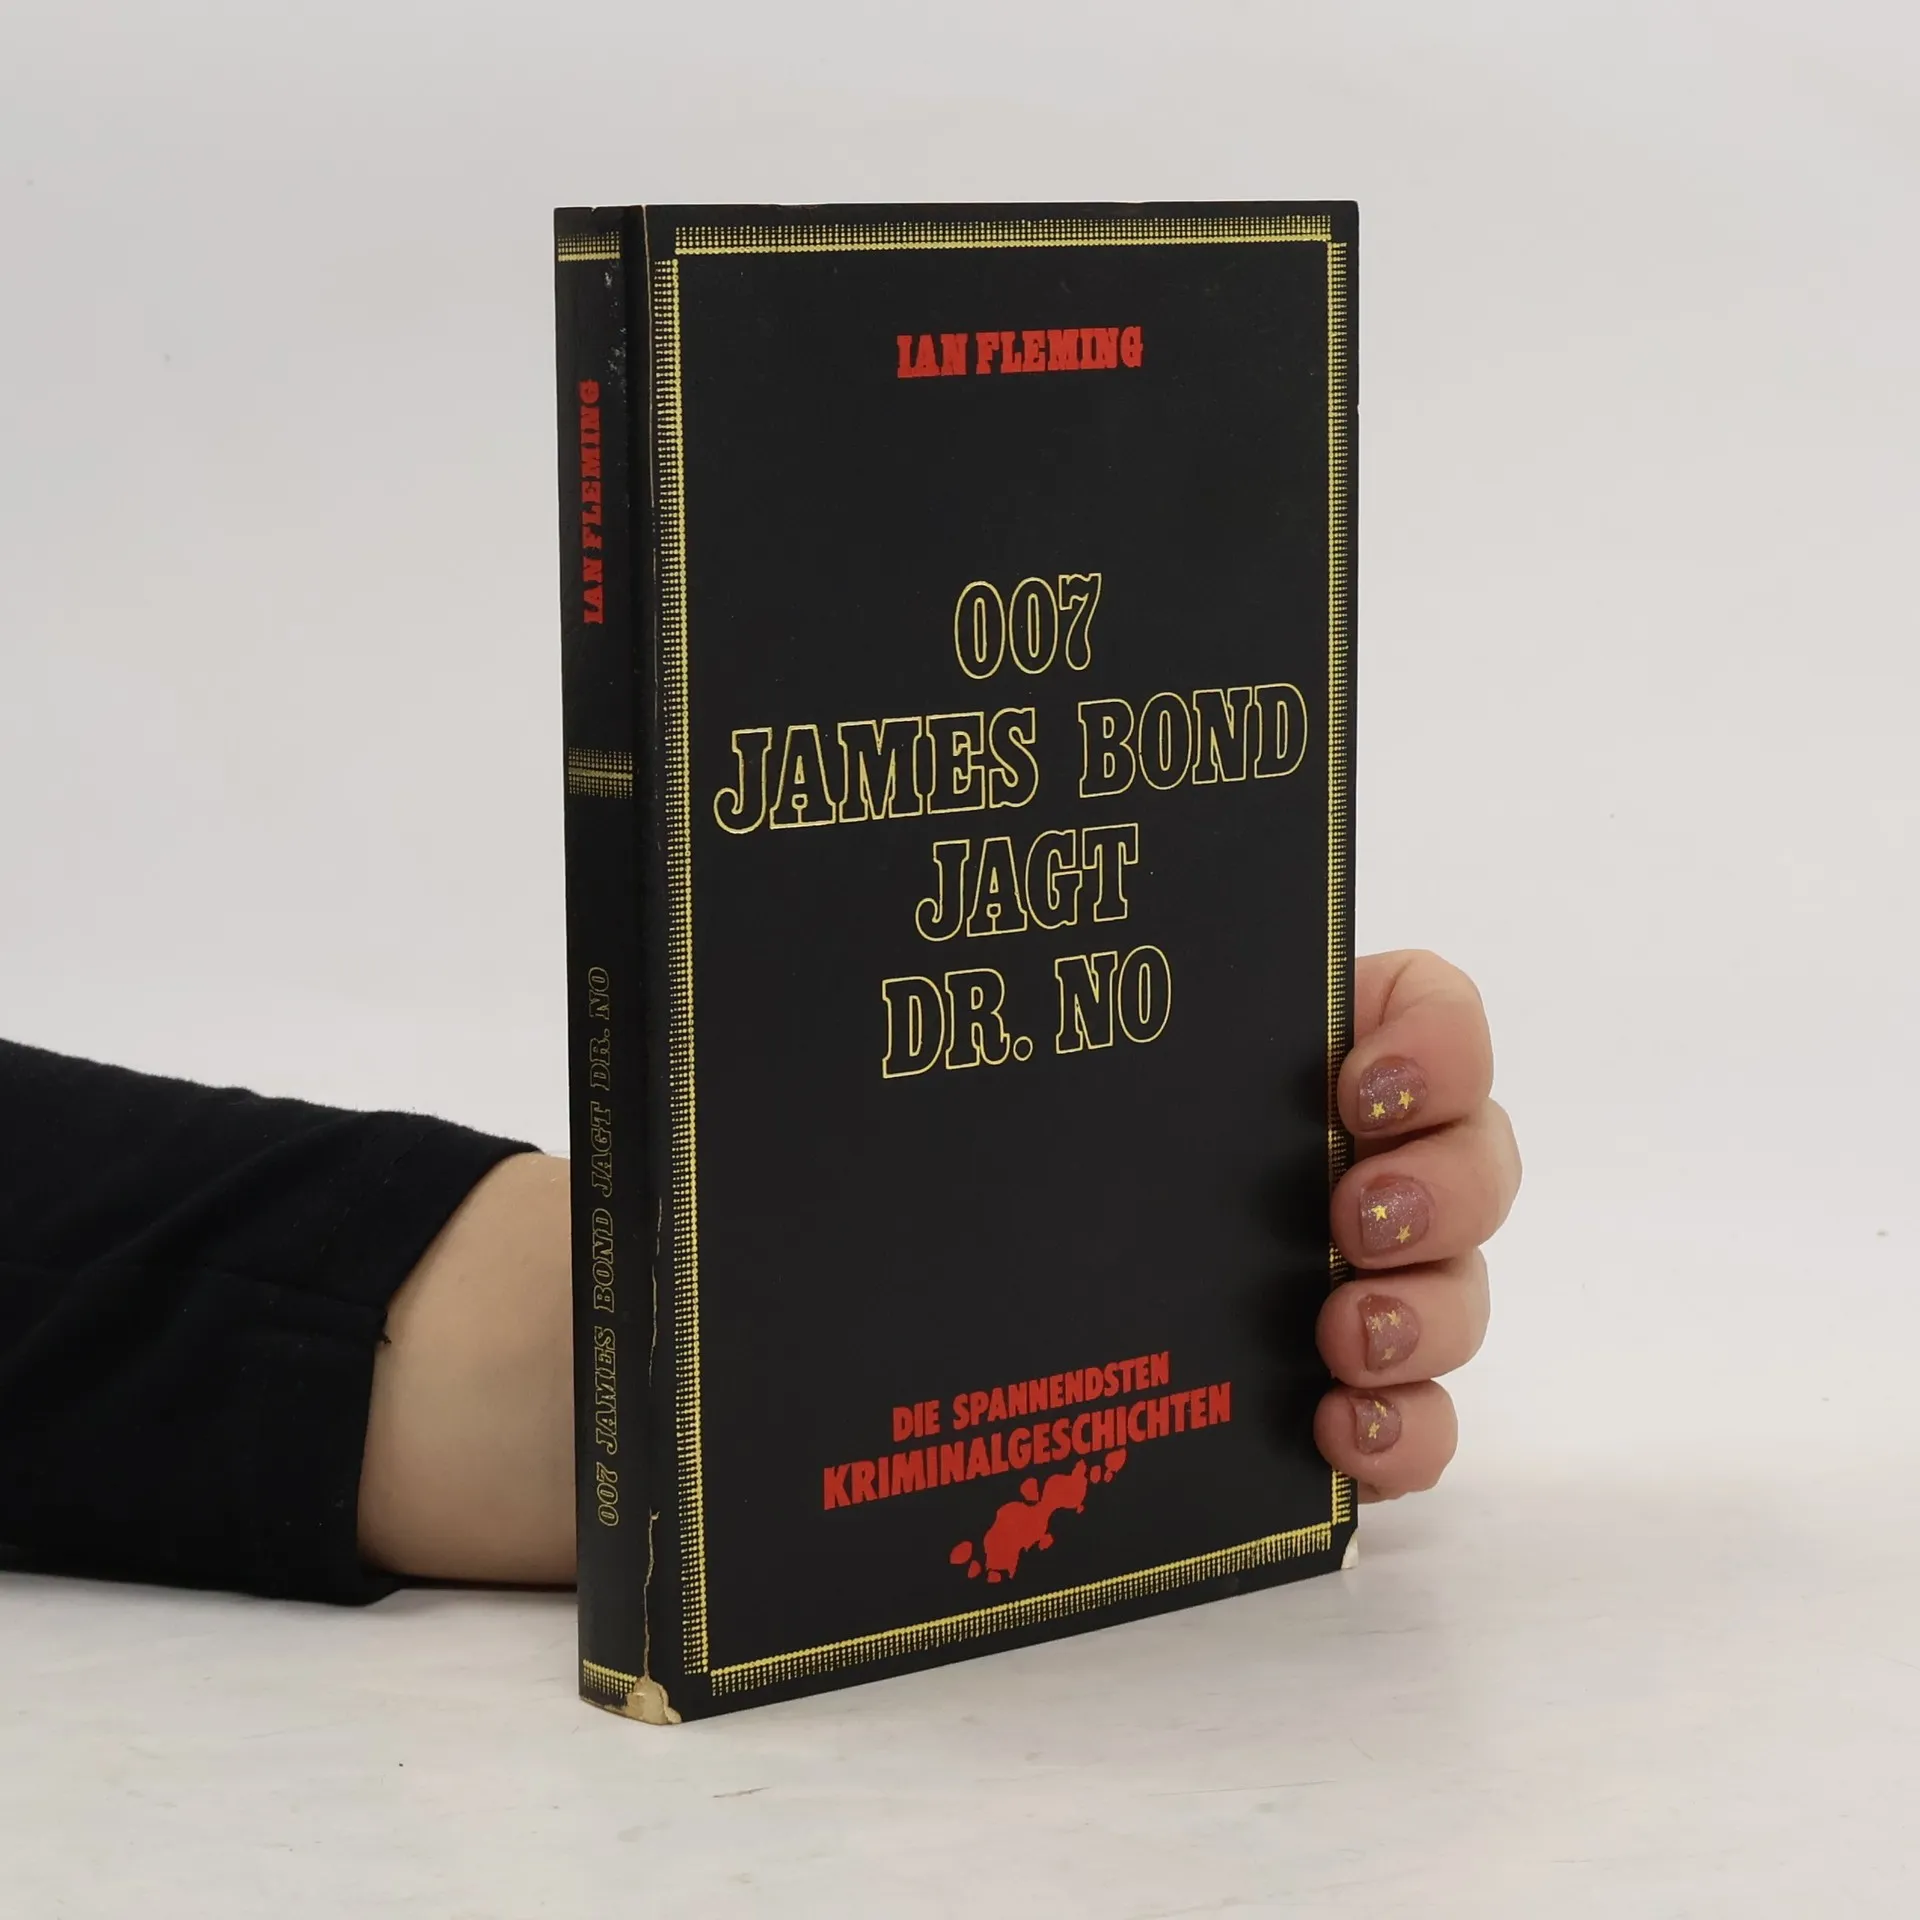 IAN FLEMING
007 JAMES BOND JAGT DR. NO
IAN FLEMING
007
JAMES BOND
JAGT
DR. NO
DIE SPANNENDSTEN
KRIMINALGESCHICHTEN